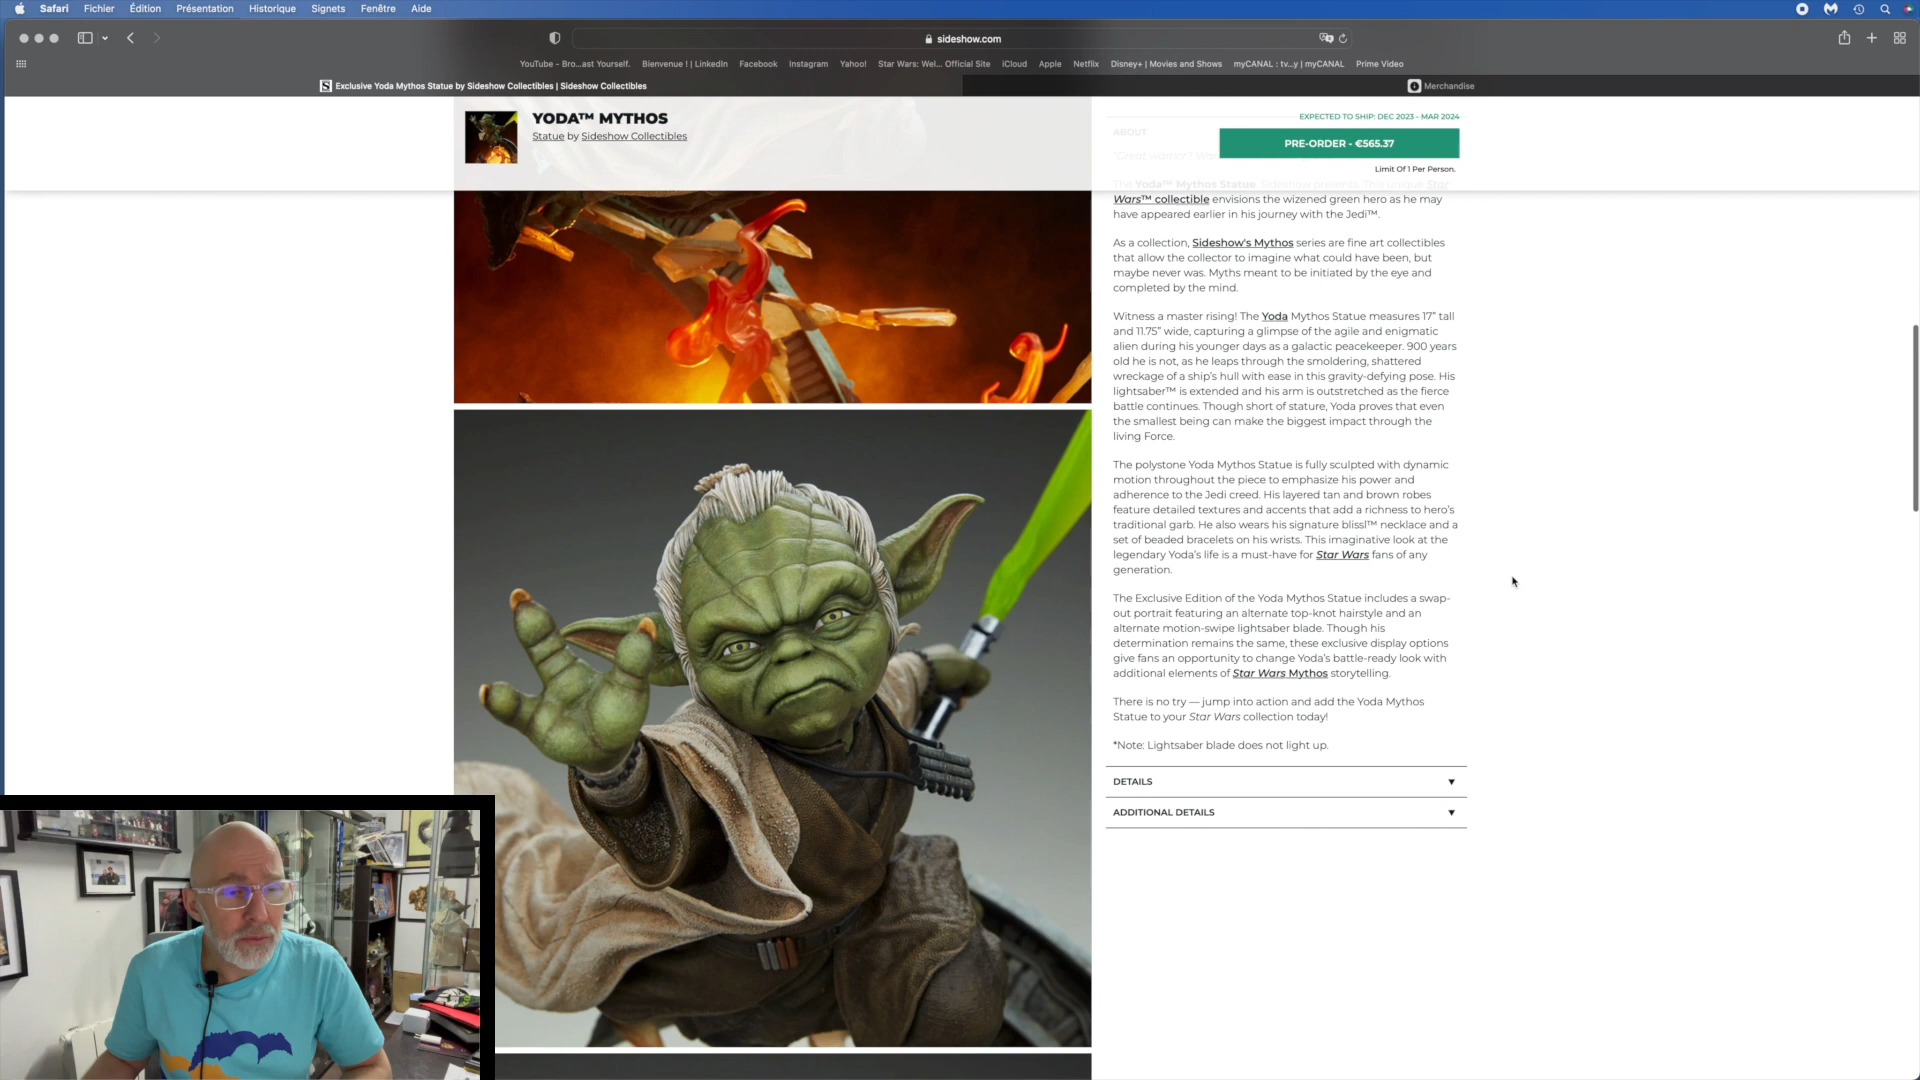 Safari Fichier Édition Présentation Historique Signets Fenêtre Aide
sideshow.com
YouTube - Bro...ast Yourself. Bienvenue ! | LinkedIn Facebook Instagram Yahoo! Star Wars: Wel... Official Site iCloud Apple Netflix Disney+ | Movies and Shows myCANAL : tv...y | myCANAL Prime Video
S Exclusive Yoda Mythos Statue by Sideshow Collectibles | Sideshow Collectibles
Merchandise
YODA™ MYTHOS
Statue by Sideshow Collectibles
EXPECTED TO SHIP: DEC 2023 - MAR 2024
PRE-ORDER - €565.37
Limit Of 1 Per Person.
ABOUT
"Great warrior?
The Yoda™ Mythos Statue, Sideshow presents. This unique Star
Wars™ collectible envisions the wizened green hero as he may
have appeared earlier in his journey with the Jedi™.
As a collection, Sideshow's Mythos series are fine art collectibles
that allow the collector to imagine what could have been, but
maybe never was. Myths meant to be initiated by the eye and
completed by the mind.
Witness a master rising! The Yoda Mythos Statue measures 17” tall
and 11.75” wide, capturing a glimpse of the agile and enigmatic
alien during his younger days as a galactic peacekeeper. 900 years
old he is not, as he leaps through the smoldering, shattered
wreckage of a ship’s hull with ease in this gravity-defying pose. His
lightsaber™ is extended and his arm is outstretched as the fierce
battle continues. Though short of stature, Yoda proves that even
the smallest being can make the biggest impact through the
living Force.
The polystone Yoda Mythos Statue is fully sculpted with dynamic
motion throughout the piece to emphasize his power and
adherence to the Jedi creed. His layered tan and brown robes
feature detailed textures and accents that add a richness to hero’s
traditional garb. He also wears his signature blissl™ necklace and a
set of beaded bracelets on his wrists. This imaginative look at the
legendary Yoda’s life is a must-have for Star Wars fans of any
generation.
The Exclusive Edition of the Yoda Mythos Statue includes a swap-
out portrait featuring an alternate top-knot hairstyle and an
alternate motion-swipe lightsaber blade. Though his
determination remains the same, these exclusive display options
give fans an opportunity to change Yoda’s battle-ready look with
additional elements of Star Wars Mythos storytelling.
There is no try — jump into action and add the Yoda Mythos
Statue to your Star Wars collection today!
*Note: Lightsaber blade does not light up.
DETAILS
ADDITIONAL DETAILS